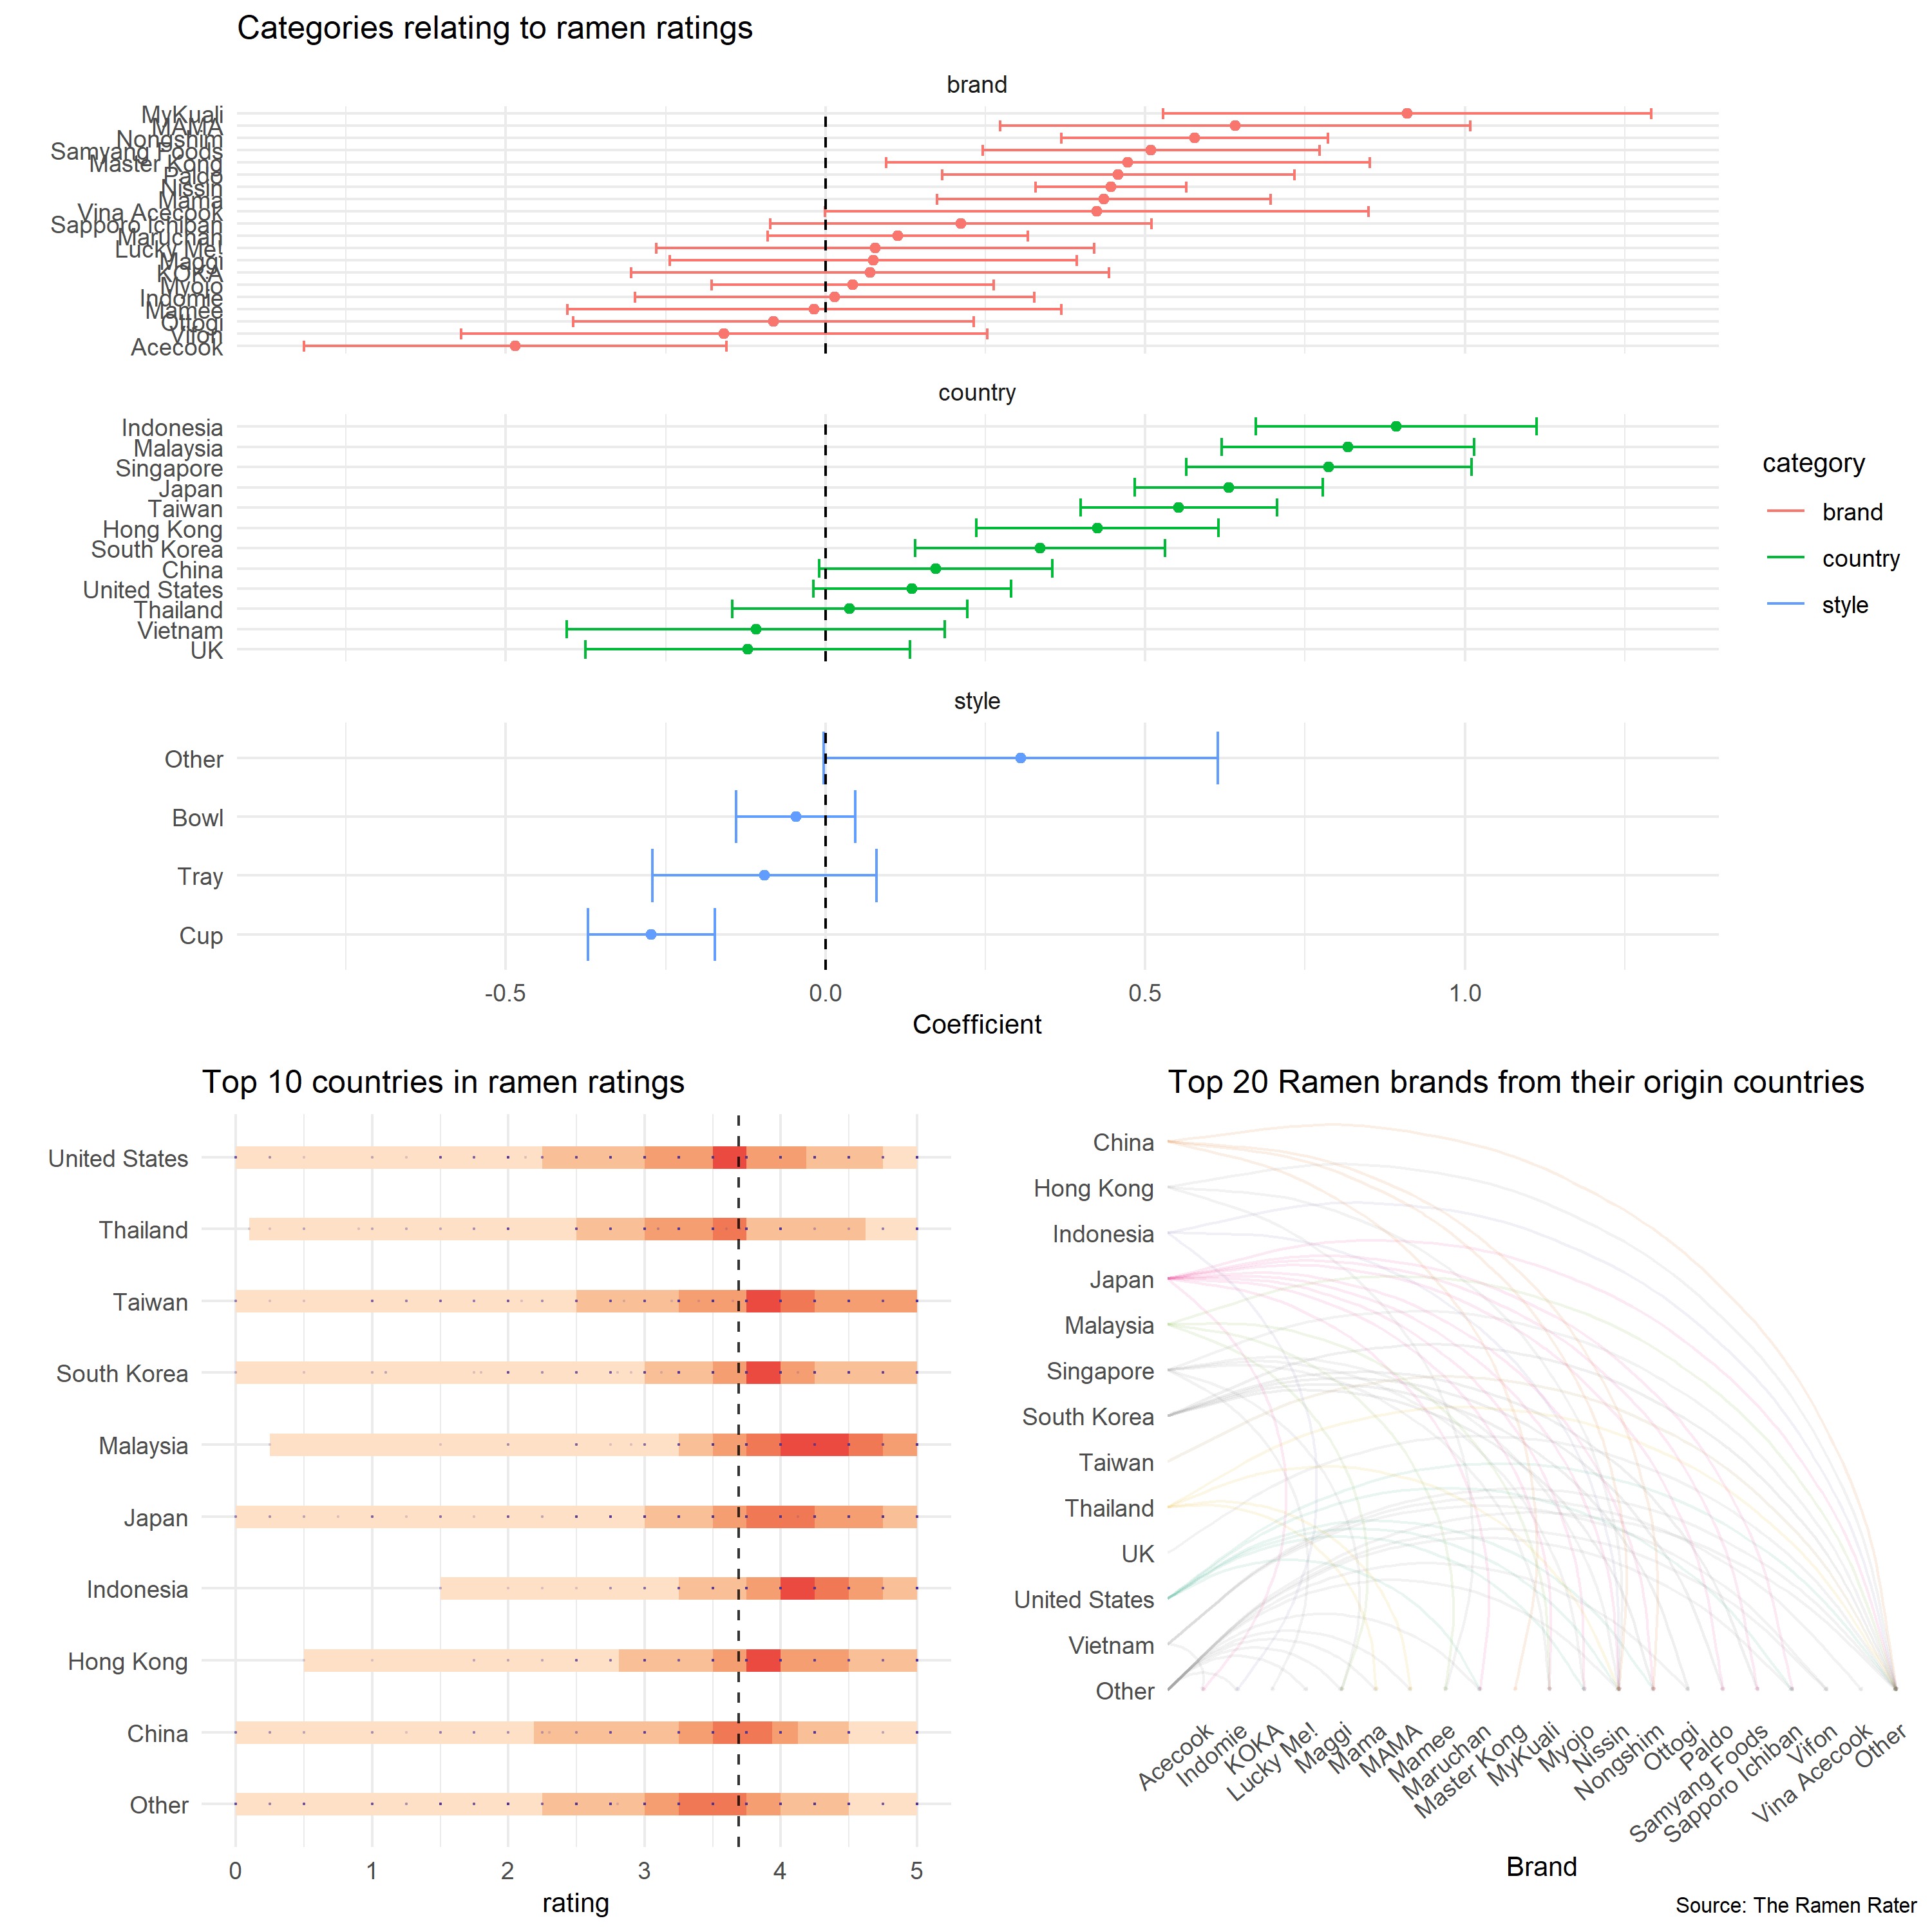 Categories relating to ramen ratings
brand
MyKuali
MAMA
Nongshim
Samyang Foods
Master Kong
Paldo
Nissin
Mama
Vina Acecook
Sapporo Ichiban
Maruchan
Lucky Me!
Maggi
KOKA
Myojo
Indomie
Mamee
Ottogi
Vifon
Acecook
country
Indonesia
Malaysia
Singapore
Japan
Taiwan
Hong Kong
South Korea
China
United States
Thailand
Vietnam
UK
style
Other
Bowl
Tray
Cup
-0.5 0.0 0.5 1.0
Coefficient
category
brand
country
style
Top 10 countries in ramen ratings
United States
Thailand
Taiwan
South Korea
Malaysia
Japan
Indonesia
Hong Kong
China
Other
0 1 2 3 4 5
rating
Top 20 Ramen brands from their origin countries
China
Hong Kong
Indonesia
Japan
Malaysia
Singapore
South Korea
Taiwan
Thailand
UK
United States
Vietnam
Other
Acecook
Indomie
KOKA
Lucky Me!
Maggi
Mama
MAMA
Mamee
Maruchan
Master Kong
MyKuali
Myojo
Nissin
Nongshim
Ottogi
Paldo
Samyang Foods
Sapporo Ichiban
Vifon
Vina Acecook
Other
Brand
Source: The Ramen Rater